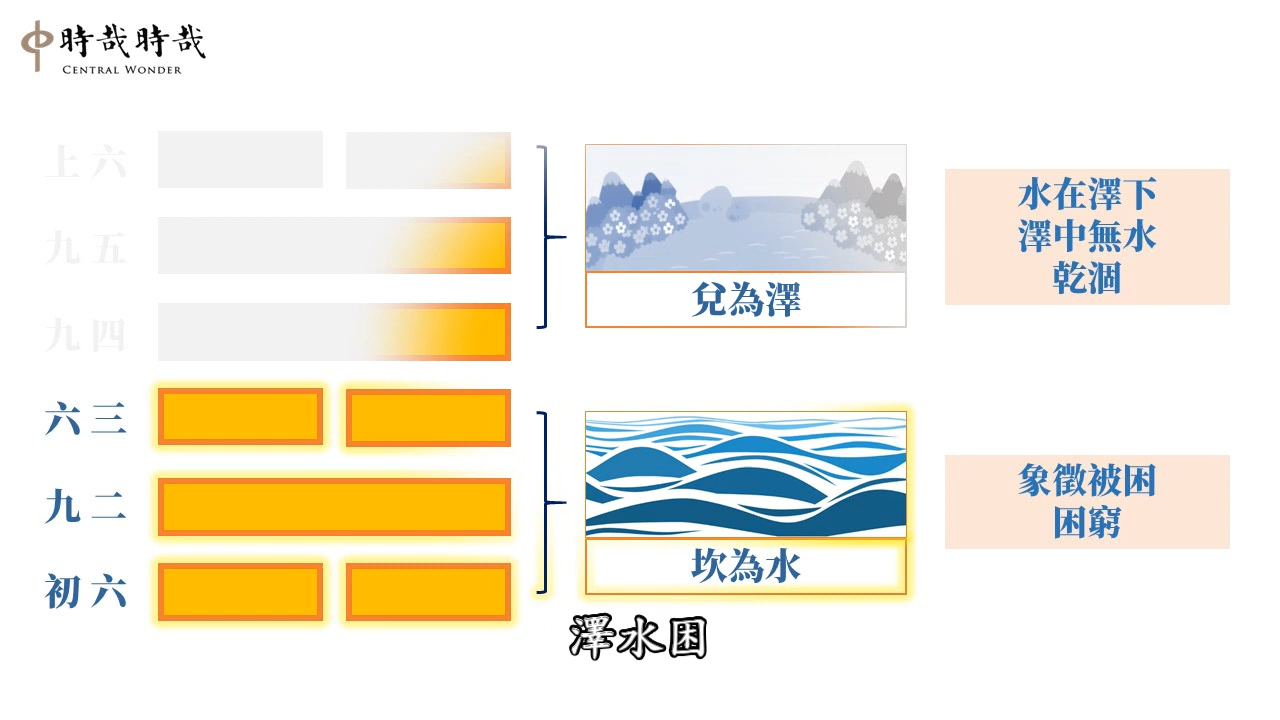 時哉時哉
CENTRAL WONDER
上六
九五
九四
六三
九二
初六
兌為澤
坎為水
水在澤下
澤中無水
乾涸
象徵被困
困窮
澤水困